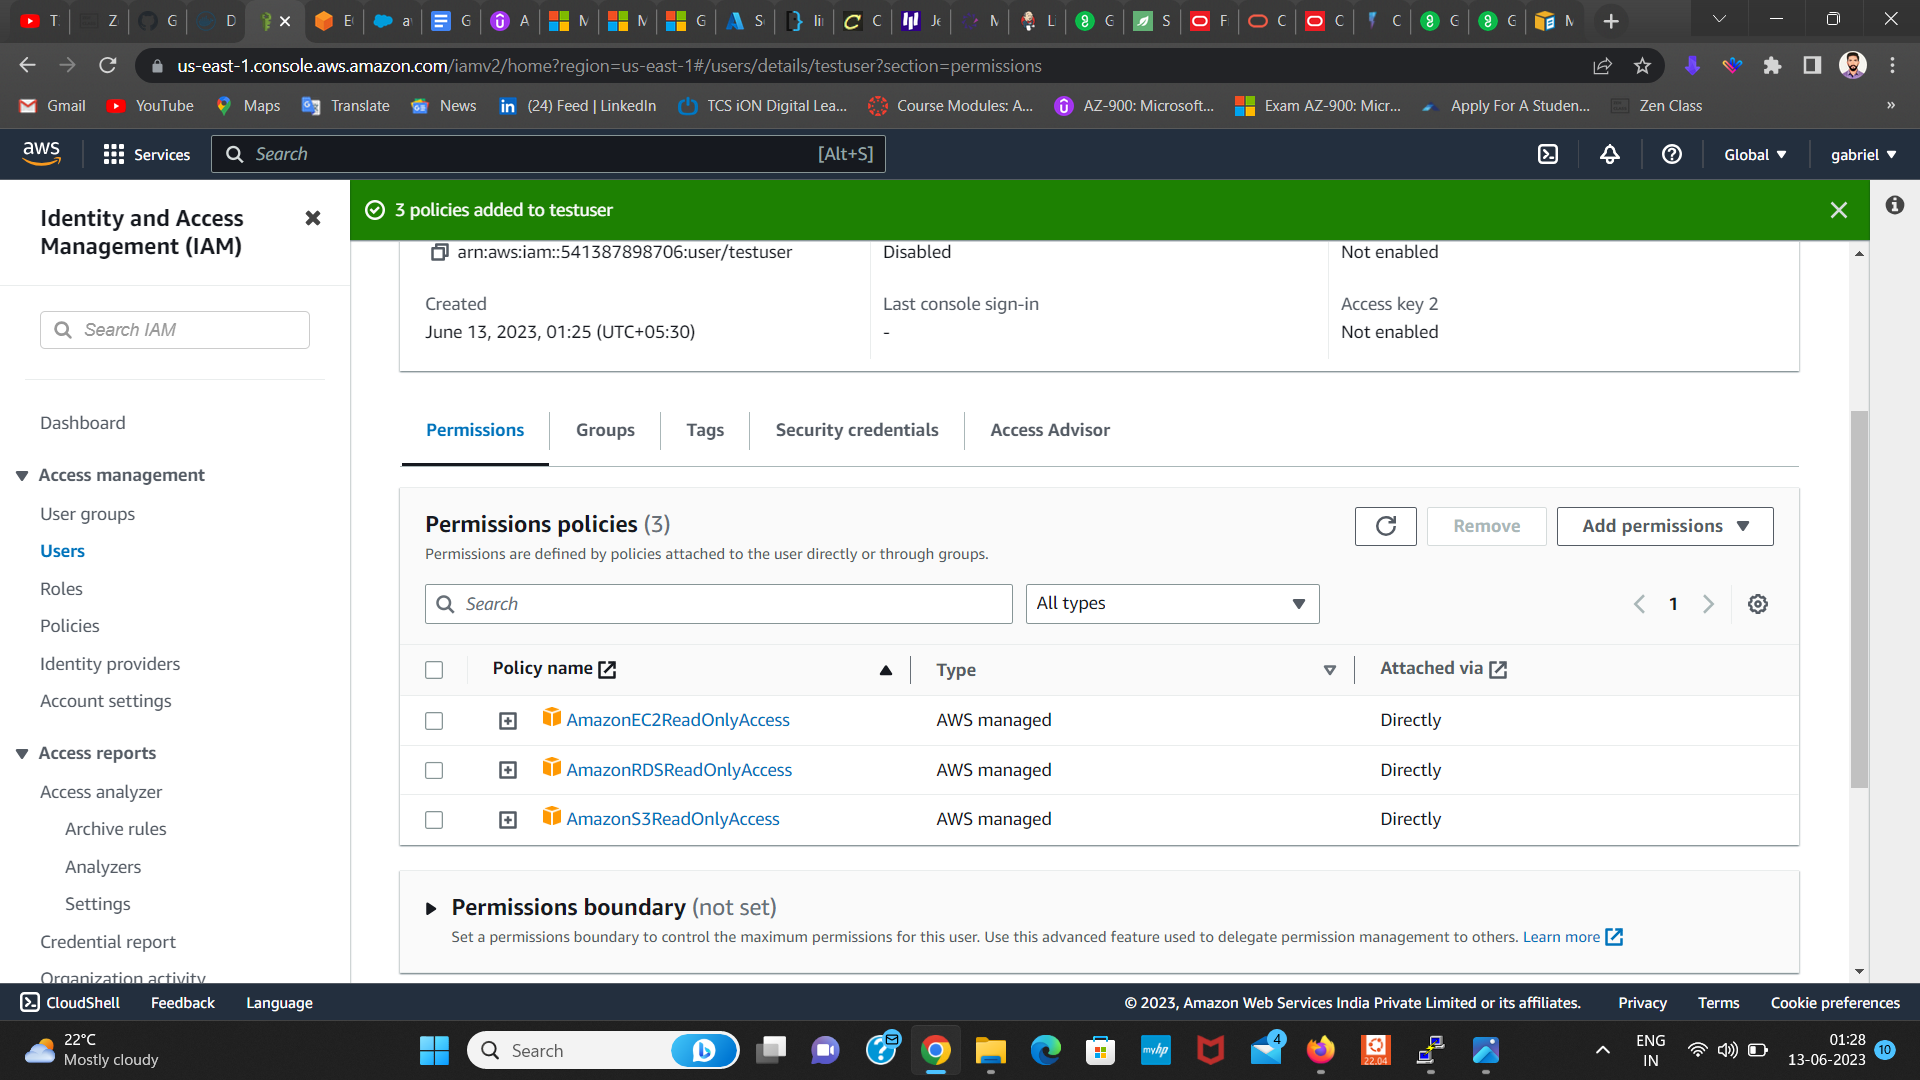 us-east-1.console.aws.amazon.com/iamv2/home?region=us-east-1#/users/details/testuser?section=permissions
Gmail YouTube Maps Translate News (24) Feed | LinkedIn TCS iON Digital Lea... Course Modules: A... AZ-900: Microsoft... Exam AZ-900: Micr... Apply For A Studen... Zen Class »
aws Services Search [Alt+S] Global gabriel
Identity and Access
Management (IAM)
Search IAM
Dashboard
Access management
User groups
Users
Roles
Policies
Identity providers
Account settings
Access reports
Access analyzer
Archive rules
Analyzers
Settings
Credential report
Organization activity
3 policies added to testuser
arn:aws:iam::541387898706:user/testuser
Disabled
Not enabled
Created
June 13, 2023, 01:25 (UTC+05:30)
Last console sign-in
-
Access key 2
Not enabled
Permissions Groups Tags Security credentials Access Advisor
Permissions policies (3)
Permissions are defined by policies attached to the user directly or through groups.
Remove
Add permissions
Search
All types
1
Policy name Type Attached via
AmazonEC2ReadOnlyAccess AWS managed Directly
AmazonRDSReadOnlyAccess AWS managed Directly
AmazonS3ReadOnlyAccess AWS managed Directly
Permissions boundary (not set)
Set a permissions boundary to control the maximum permissions for this user. Use this advanced feature used to delegate permission management to others. Learn more
CloudShell Feedback Language
© 2023, Amazon Web Services India Private Limited or its affiliates. Privacy Terms Cookie preferences
22°C
Mostly cloudy
Search
myhp
4
22.04
ENG
IN
01:28
13-06-2023
10